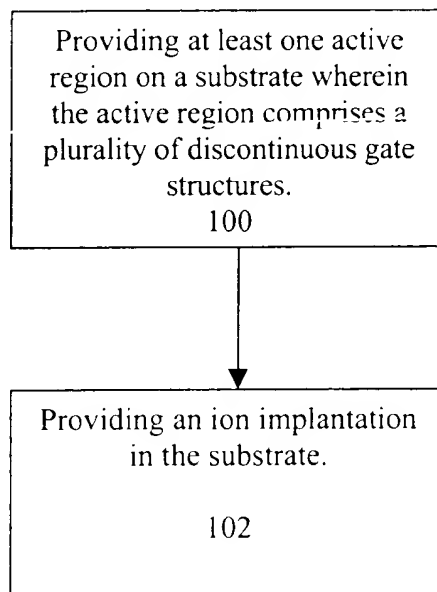 Providing at least one active
region on a substrate wherein
the active region comprises a
plurality of discontinuous gate
structures.
100
Providing an ion implantation
in the substrate.
102